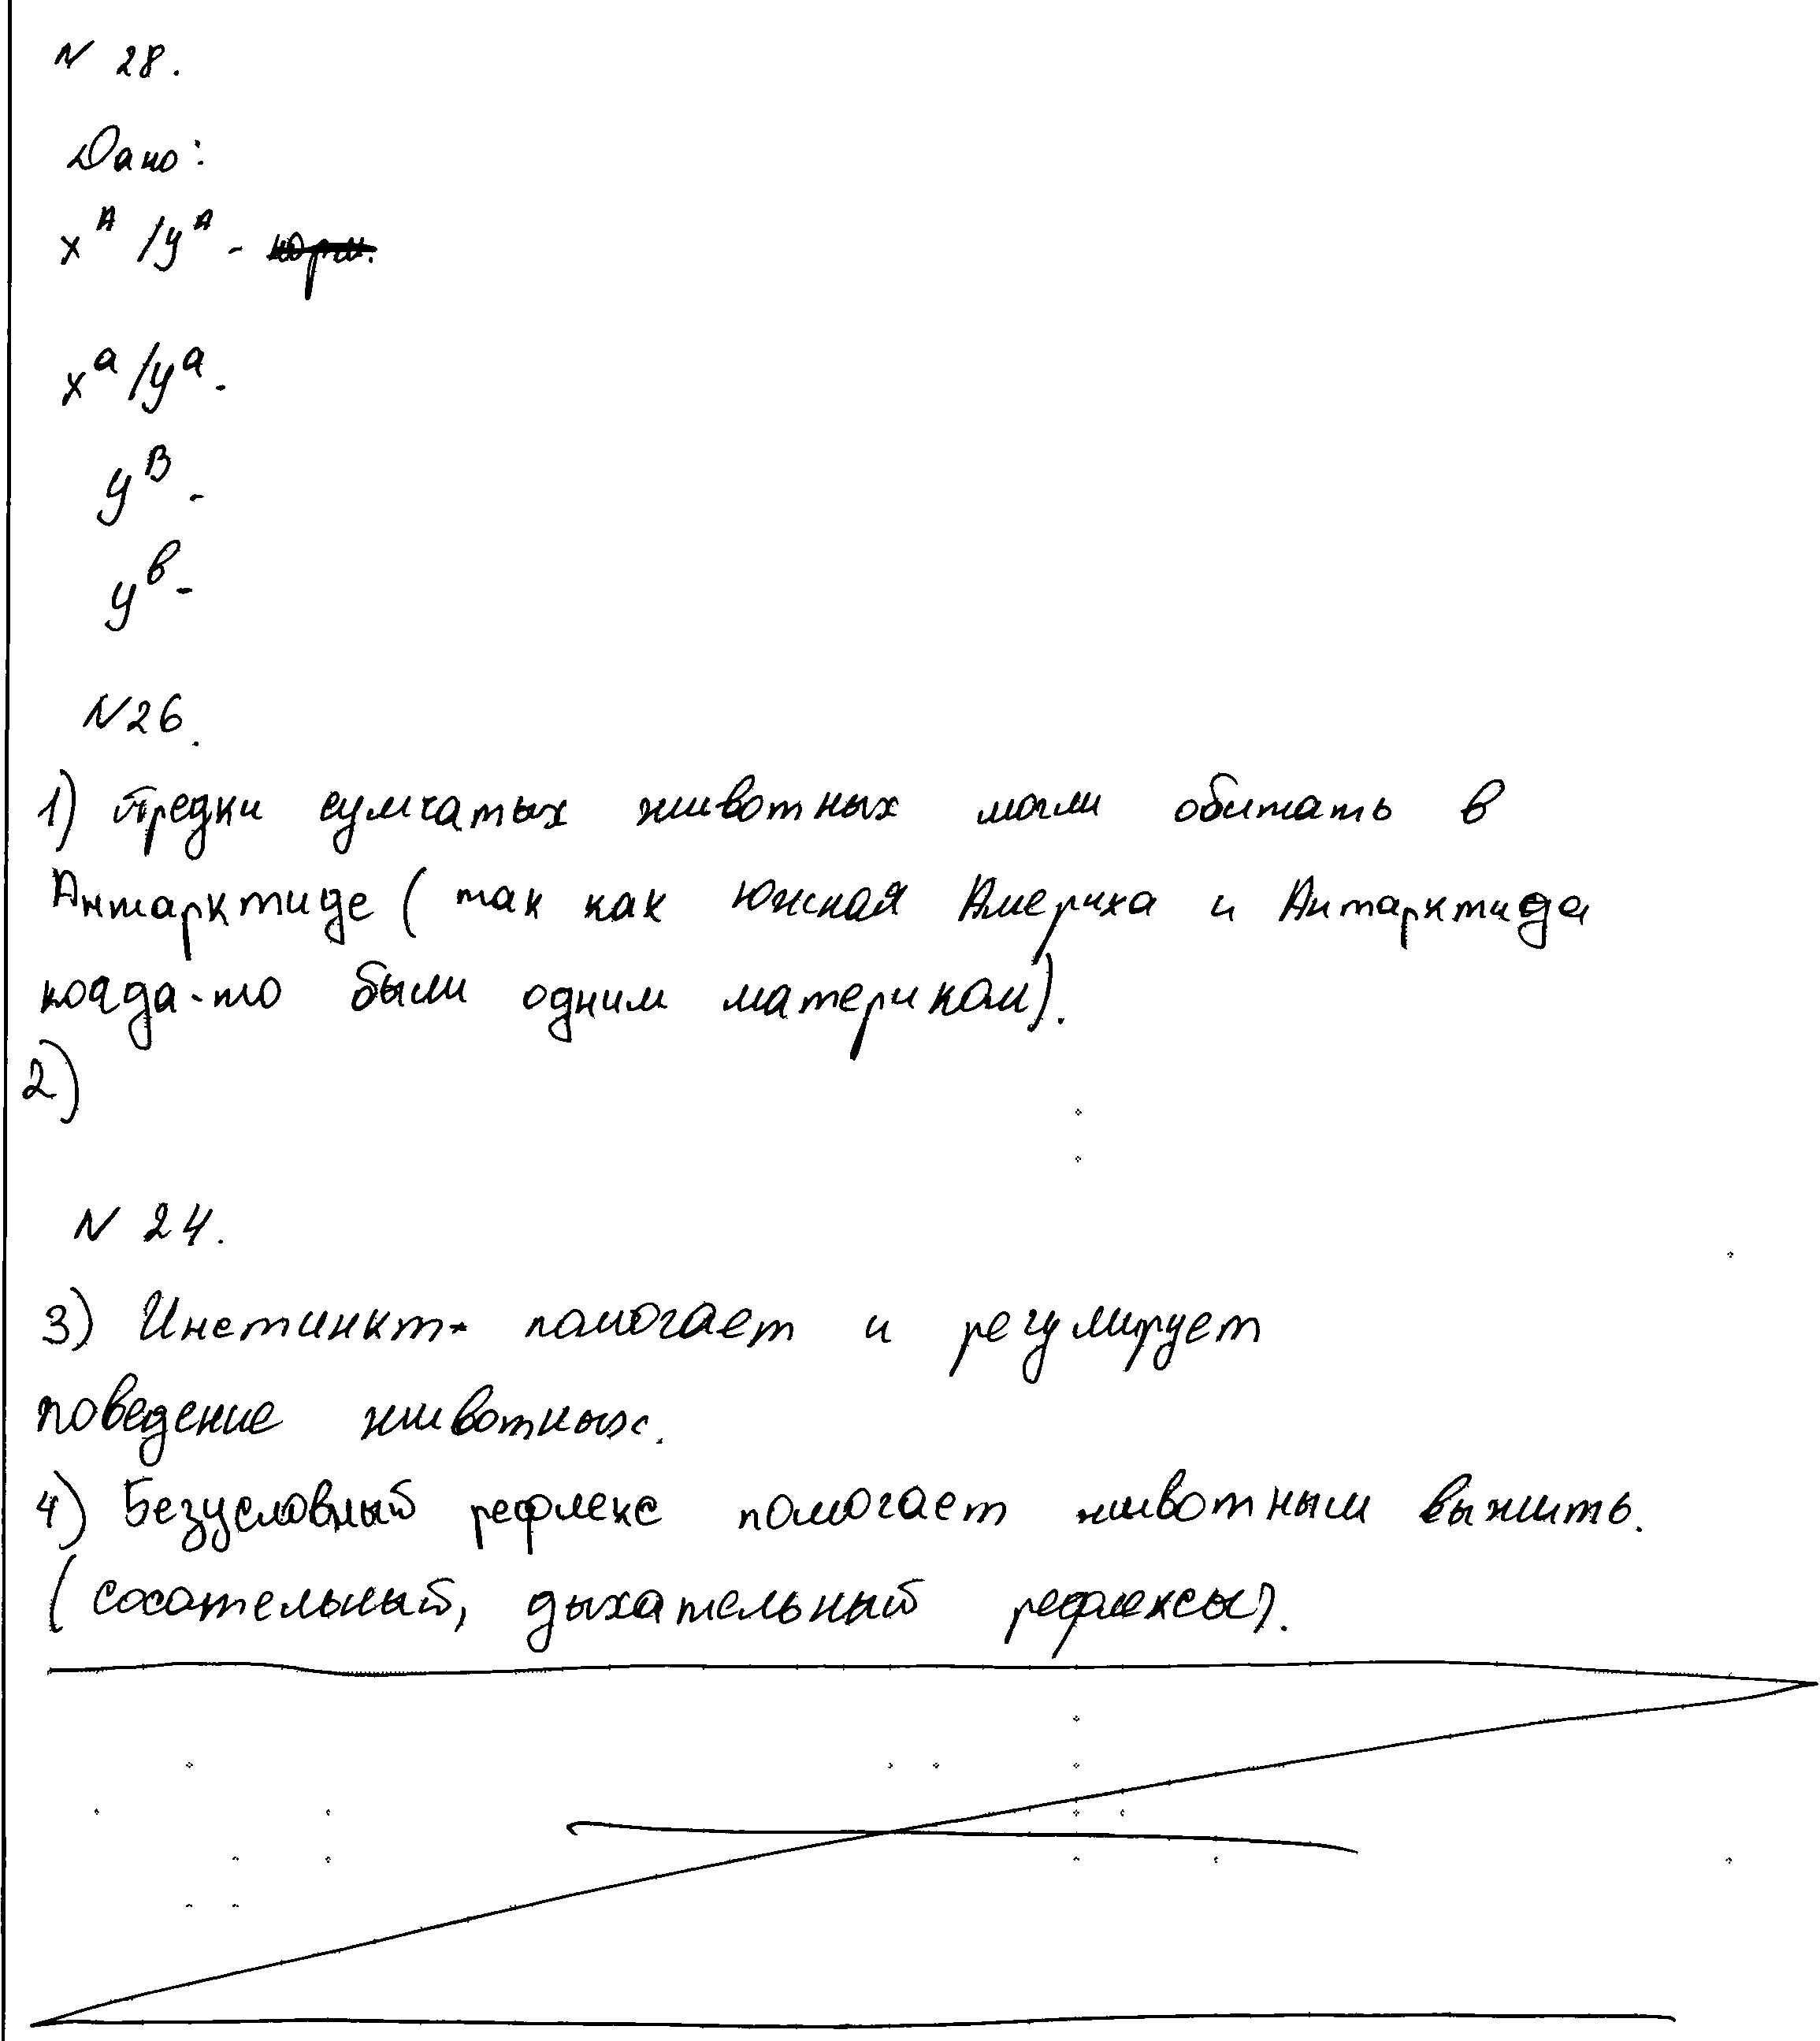 N 28.
Дано:
x^A /y^A -
x^a /y^a -
y^B -
y^b -
N26.
1) Предки сумчатых животных могли обитать в
Антарктиде ( так как Южная Америка и Антарктида
когда-то были одним материком).
2)
N 24.
3) Инстинкт- помогает и регулирует
поведение животных.
4) Безусловный рефлекс помогает животным выжить.
(сосательный, дыхательный рефлексы).